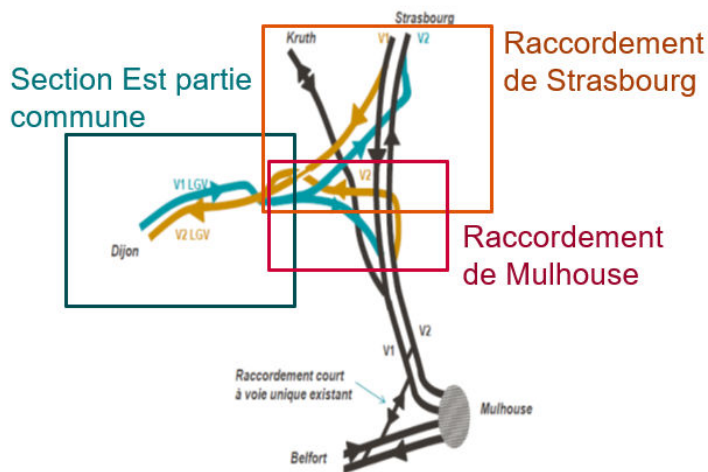 Strasbourg
Kruth
V1
V2
Raccordement
de Strasbourg
Section Est partie
commune
V1 LGV
V2
V2 LGV
Dijon
Raccordement
de Mulhouse
V2
V1
Raccordement court
à voie unique existant
Mulhouse
Belfort